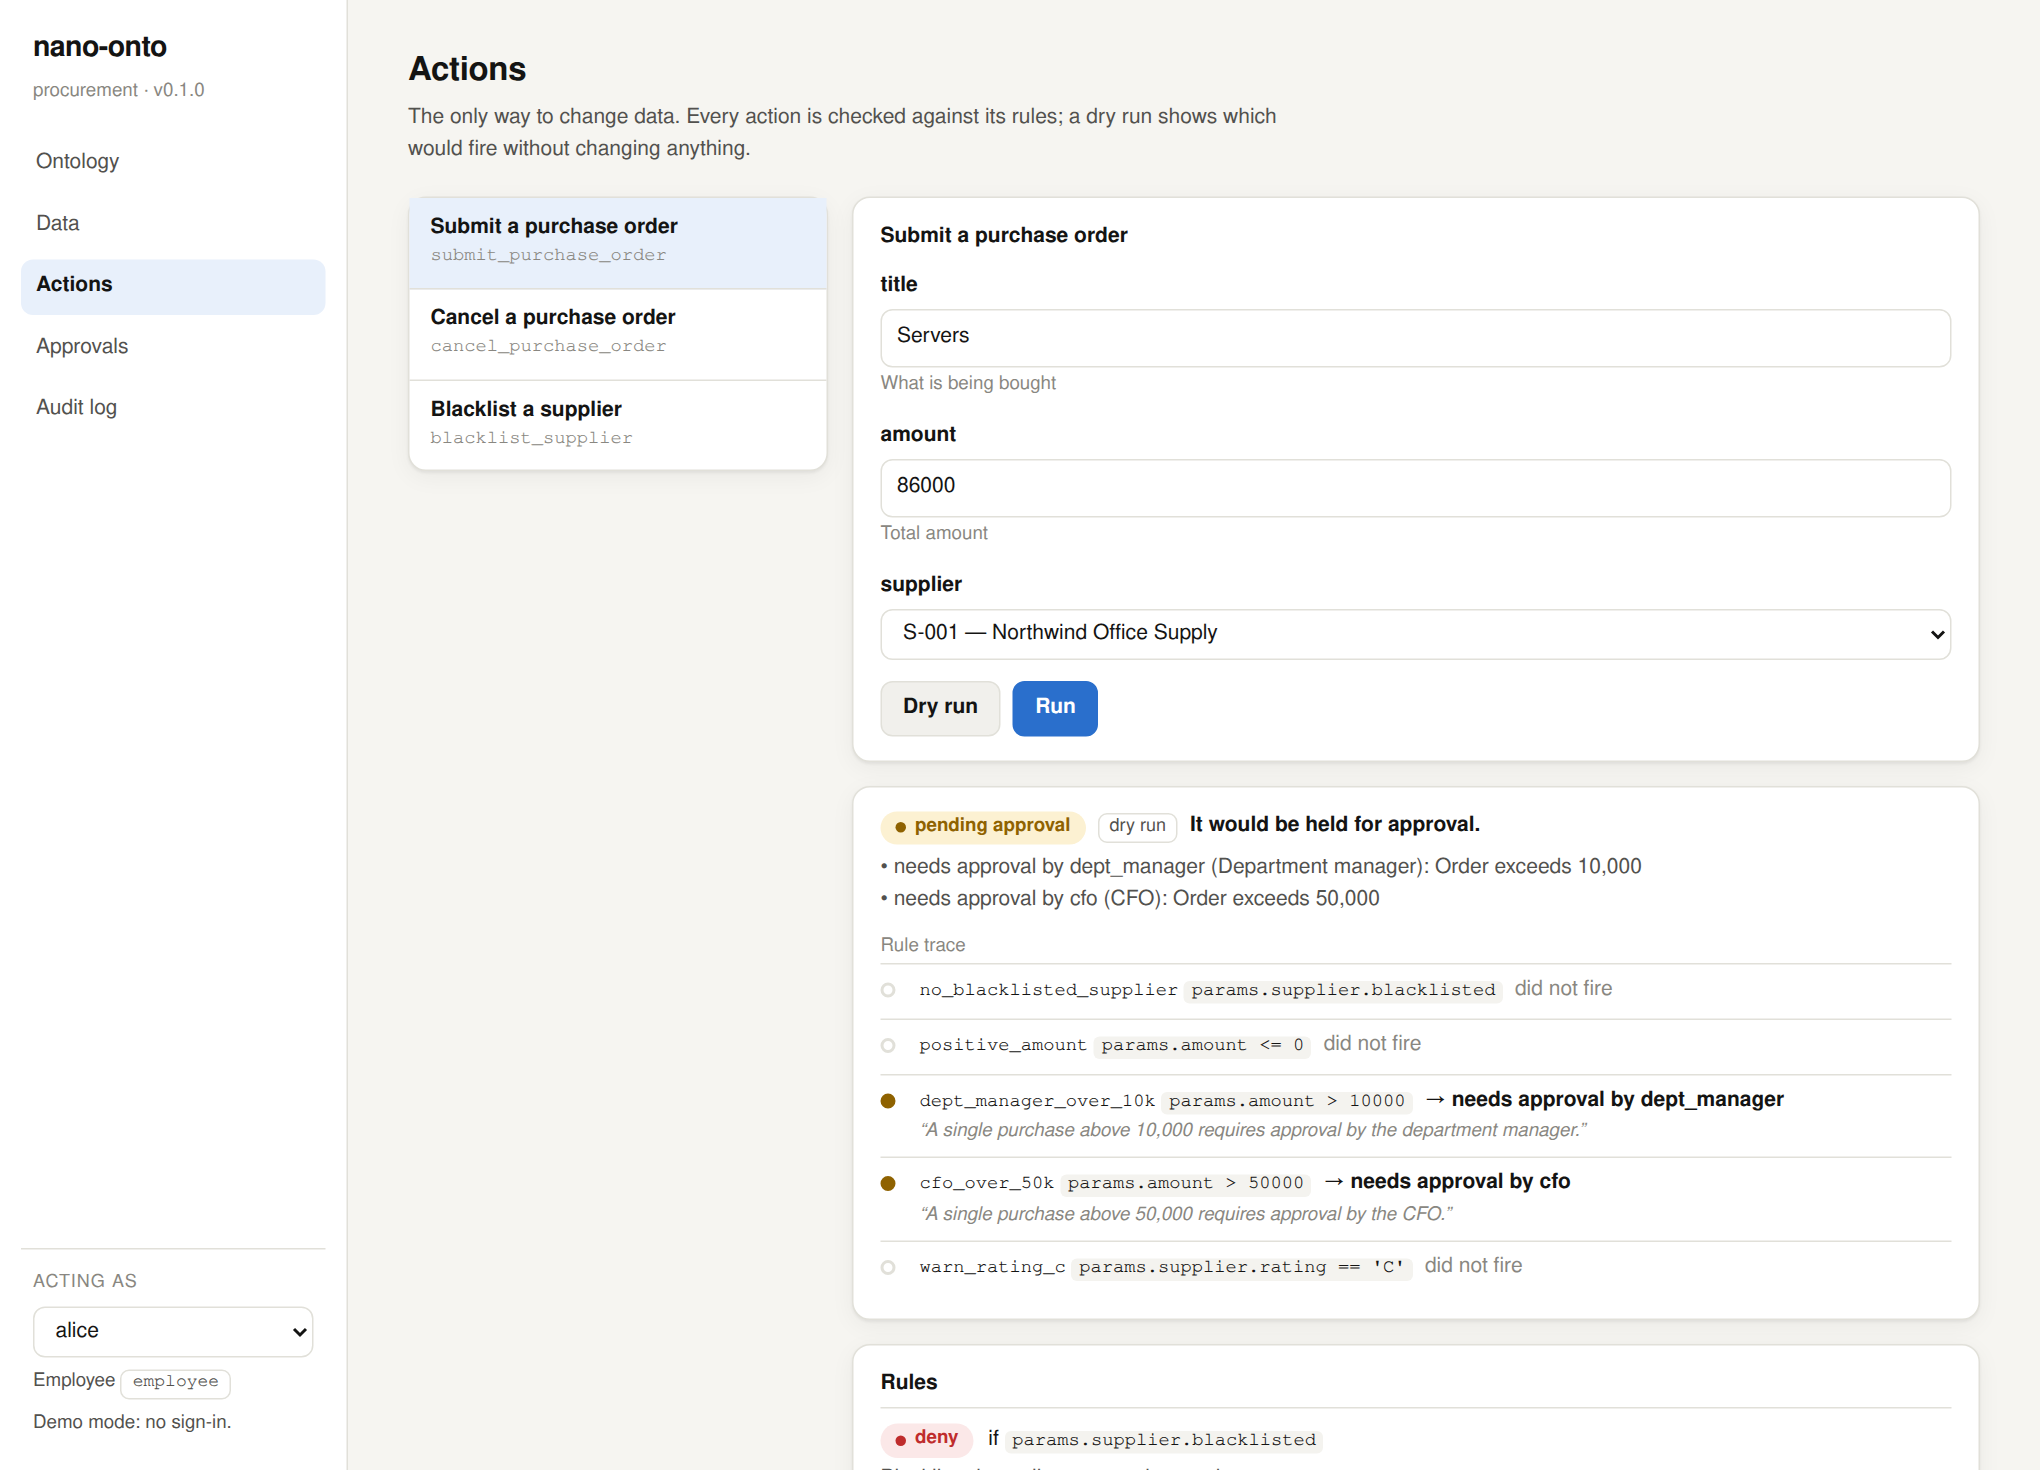 nano-onto
procurement · v0.1.0
Ontology
Data
Actions
Approvals
Audit log
ACTING AS
alice
Employee employee
Demo mode: no sign-in.
Actions
The only way to change data. Every action is checked against its rules; a dry run shows which
would fire without changing anything.
Submit a purchase order
submit_purchase_order
Cancel a purchase order
cancel_purchase_order
Blacklist a supplier
blacklist_supplier
Submit a purchase order
title
Servers
What is being bought
amount
86000
Total amount
supplier
S-001 — Northwind Office Supply
Dry run Run
pending approval dry run It would be held for approval.
• needs approval by dept_manager (Department manager): Order exceeds 10,000
• needs approval by cfo (CFO): Order exceeds 50,000
Rule trace
no_blacklisted_supplier params.supplier.blacklisted did not fire
positive_amount params.amount <= 0 did not fire
dept_manager_over_10k params.amount > 10000 → needs approval by dept_manager
“A single purchase above 10,000 requires approval by the department manager.”
cfo_over_50k params.amount > 50000 → needs approval by cfo
“A single purchase above 50,000 requires approval by the CFO.”
warn_rating_c params.supplier.rating == 'C' did not fire
Rules
deny if params.supplier.blacklisted